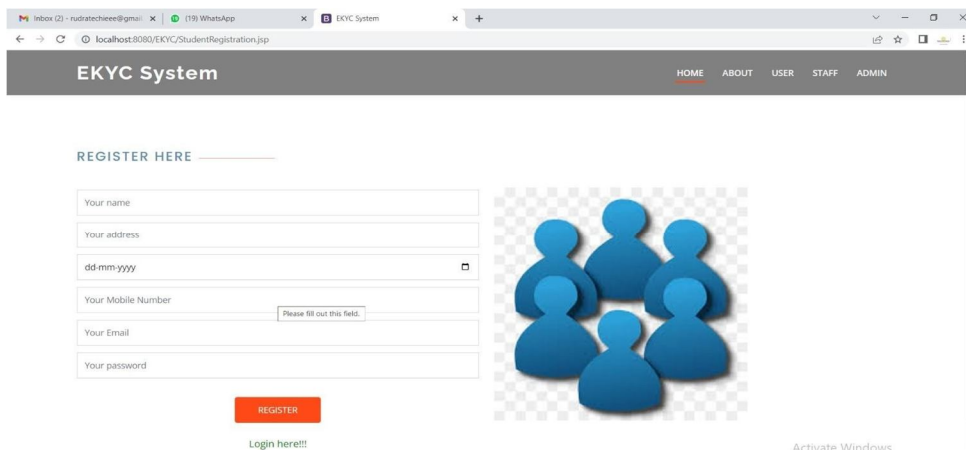 Inbox (2) - rudratechieee@gmail
(19) WhatsApp
EKYC System
localhost:8080/EKYC/StudentRegistration.jsp
EKYC System
HOME ABOUT USER STAFF ADMIN
REGISTER HERE
Your name
Your address
dd-mm-yyyy
Your Mobile Number
Please fill out this field.
Your Email
Your password
REGISTER
Login here!!!
Activate Windows